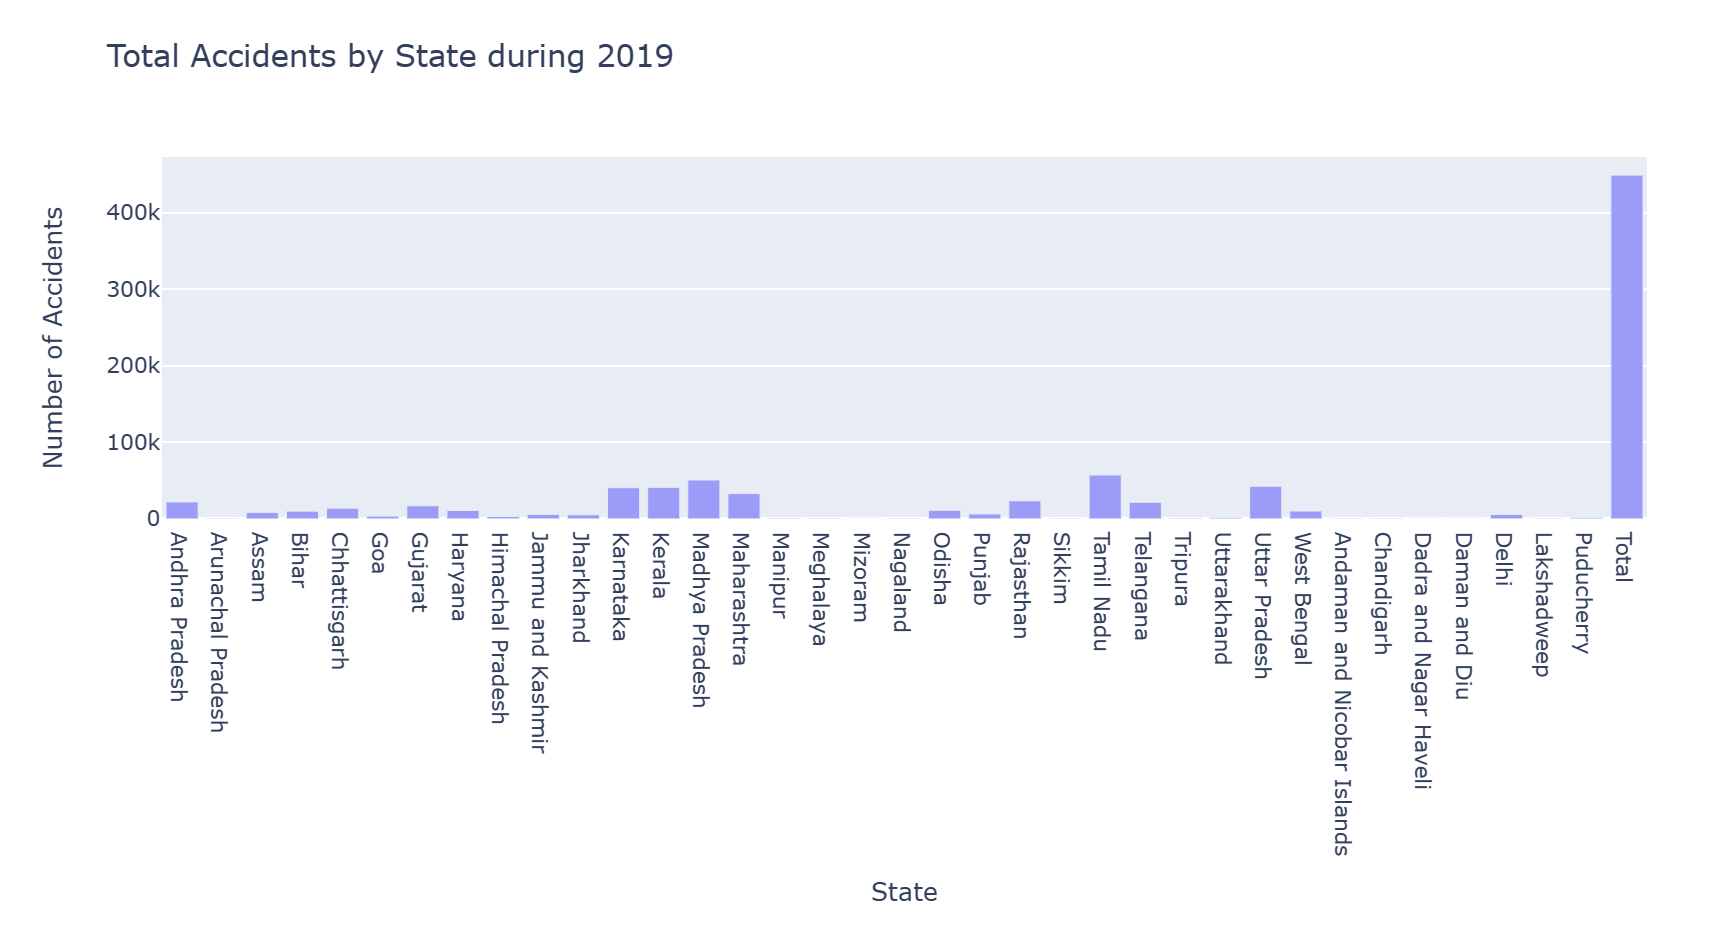 Total Accidents by State during 2019
Number of Accidents
400k
300k
200k
100k
0
Andhra Pradesh
Arunachal Pradesh
Assam
Bihar
Chhattisgarh
Goa
Gujarat
Haryana
Himachal Pradesh
Jammu and Kashmir
Jharkhand
Karnataka
Kerala
Madhya Pradesh
Maharashtra
Manipur
Meghalaya
Mizoram
Nagaland
Odisha
Punjab
Rajasthan
Sikkim
Tamil Nadu
Telangana
Tripura
Uttarakhand
Uttar Pradesh
West Bengal
Andaman and Nicobar Islands
Chandigarh
Dadra and Nagar Haveli
Daman and Diu
Delhi
Lakshadweep
Puducherry
Total
State